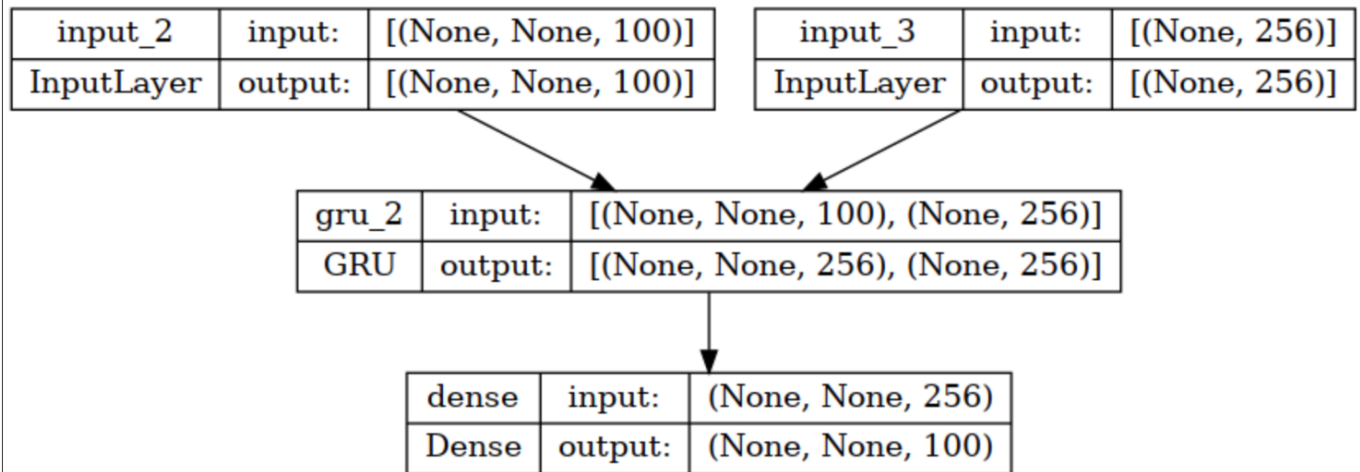 input_2 input: [(None, None, 100)]
InputLayer output: [(None, None, 100)]
input_3 input: [(None, 256)]
InputLayer output: [(None, 256)]
gru_2 input: [(None, None, 100), (None, 256)]
GRU output: [(None, None, 256), (None, 256)]
dense input: (None, None, 256)
Dense output: (None, None, 100)